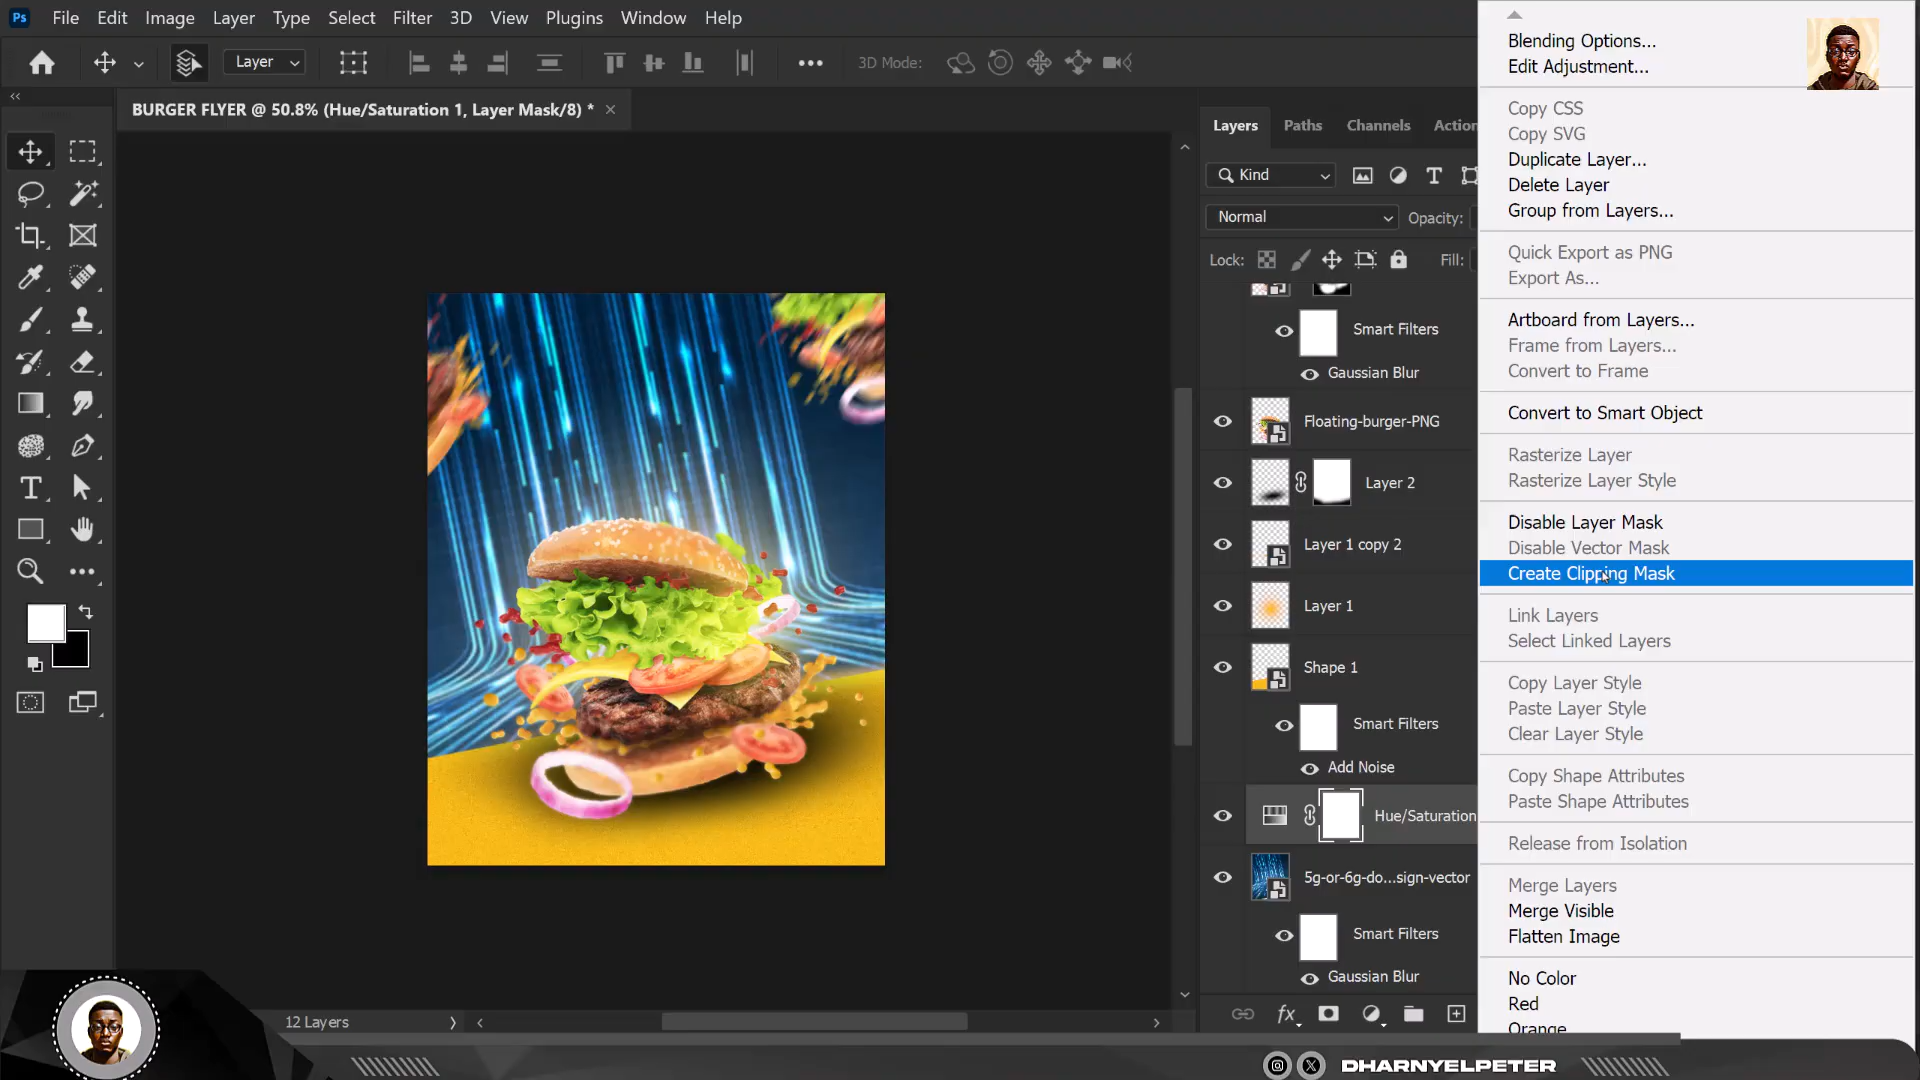 Ps File Edit Image Layer Type Select Filter 3D View Plugins Window Help
Layer
3D Mode:
BURGER FLYER @ 50.8% (Hue/Saturation 1, Layer Mask/8) *
Layers Paths Channels Action
Kind
Normal Opacity:
Lock: Fill:
Smart Filters
Gaussian Blur
Floating-burger-PNG
Layer 2
Layer 1 copy 2
Layer 1
Shape 1
Smart Filters
Add Noise
Hue/Saturation
5g-or-6g-do...sign-vector
Smart Filters
Gaussian Blur
fx
12 Layers
Blending Options...
Edit Adjustment...
Copy CSS
Copy SVG
Duplicate Layer...
Delete Layer
Group from Layers...
Quick Export as PNG
Export As...
Artboard from Layers...
Frame from Layers...
Convert to Frame
Convert to Smart Object
Rasterize Layer
Rasterize Layer Style
Disable Layer Mask
Disable Vector Mask
Create Clipping Mask
Link Layers
Select Linked Layers
Copy Layer Style
Paste Layer Style
Clear Layer Style
Copy Shape Attributes
Paste Shape Attributes
Release from Isolation
Merge Layers
Merge Visible
Flatten Image
No Color
Red
Orange
DHARNYELPETER